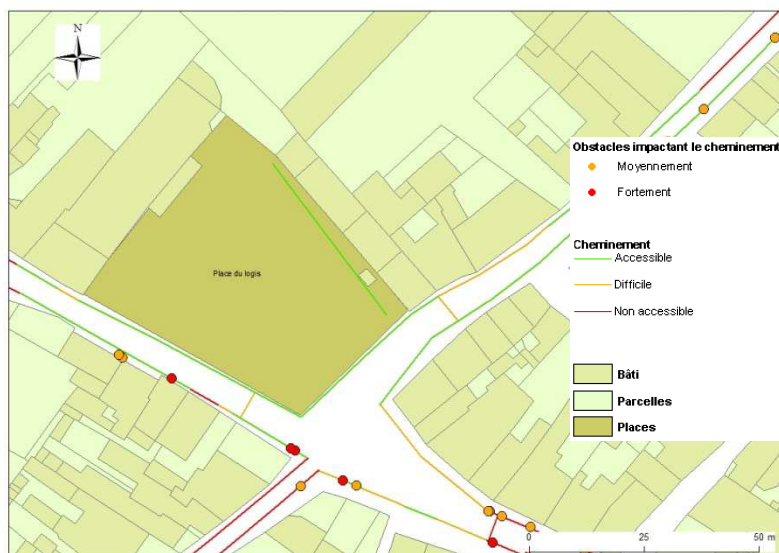 N
Obstacles impactant le cheminement
Moyennement
Fortement
Cheminement
Accessible
Difficile
Non accessible
Bâti
Parcelles
Places
Place du logis
0 25 50 m